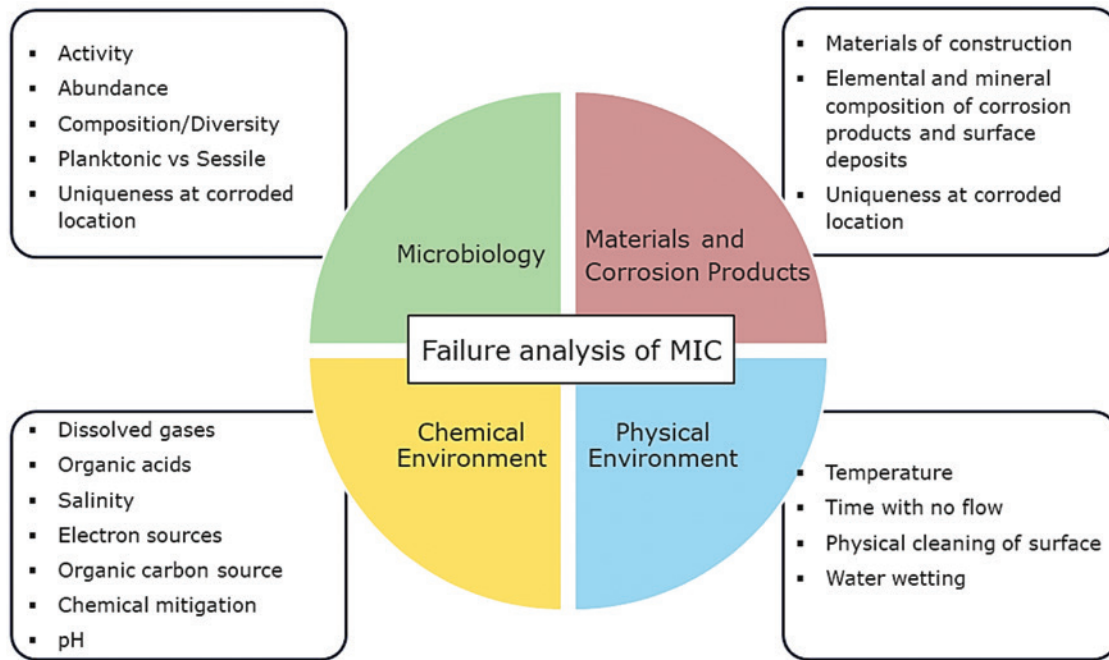 ▪ Activity
▪ Abundance
▪ Composition/Diversity
▪ Planktonic vs Sessile
▪ Uniqueness at corroded
location
▪ Materials of construction
▪ Elemental and mineral
composition of corrosion
products and surface
deposits
▪ Uniqueness at corroded
location
Microbiology
Materials and
Corrosion Products
Failure analysis of MIC
Chemical
Environment
Physical
Environment
▪ Dissolved gases
▪ Organic acids
▪ Salinity
▪ Electron sources
▪ Organic carbon source
▪ Chemical mitigation
▪ pH
▪ Temperature
▪ Time with no flow
▪ Physical cleaning of surface
▪ Water wetting